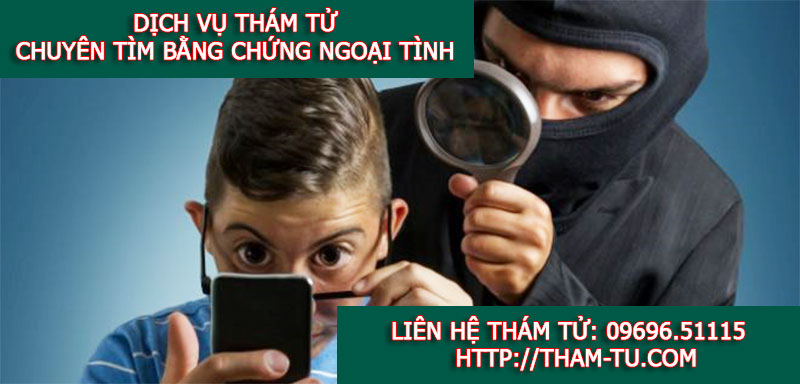 DỊCH VỤ THÁM TỬ
CHUYÊN TÌM BẰNG CHỨNG NGOẠI TÌNH
LIÊN HỆ THÁM TỬ: 09696.51115
HTTP://THAM-TU.COM